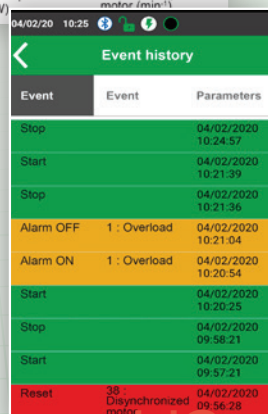 motor (min-1)
04/02/20 10:25
Event history
Event Event Parameters
Stop 04/02/2020
10:24:57
Start 04/02/2020
10:21:39
Stop 04/02/2020
10:21:36
Alarm OFF 1 : Overload 04/02/2020
10:21:04
Alarm ON 1 : Overload 04/02/2020
10:20:54
Start 04/02/2020
10:20:25
Stop 04/02/2020
09:58:21
Start 04/02/2020
09:57:21
Reset 38 : 04/02/2020
Disynchronized 09:56:28
motor